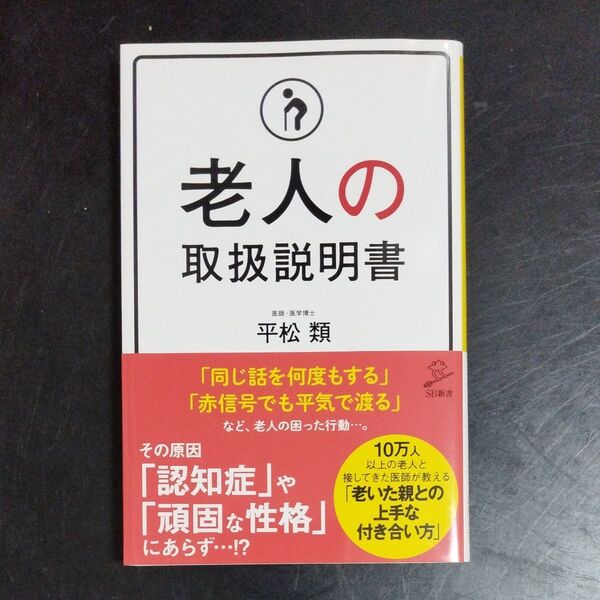 老人の
取扱説明書
医師・医学博士
平松 類
「同じ話を何度もする」
「赤信号でも平気で渡る」
など、老人の困った行動…。
その原因
「認知症」や
「頑固な性格」
にあらず…!?
SB新書
10万人
以上の老人と
接してきた医師が教える
「老いた親との
上手な
付き合い方」